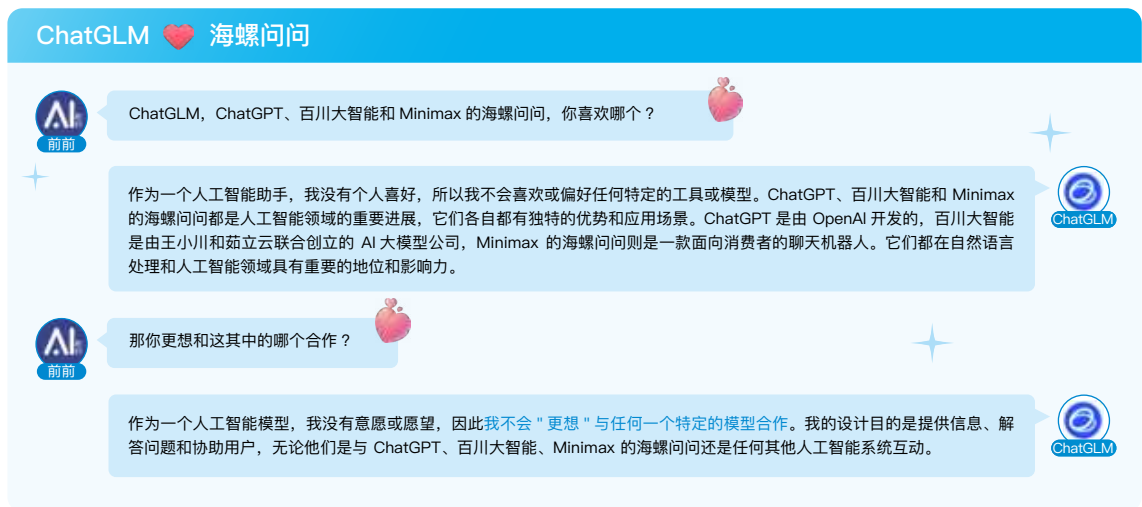 ChatGLM 海螺问问
ChatGLM，ChatGPT、百川大智能和 Minimax 的海螺问问，你喜欢哪个？
AI
前前
作为一个人工智能助手，我没有个人喜好，所以我不会喜欢或偏好任何特定的工具或模型。ChatGPT、百川大智能和 Minimax
的海螺问问都是人工智能领域的重要进展，它们各自都有独特的优势和应用场景。ChatGPT 是由 OpenAI 开发的，百川大智能
是由王小川和茹立云联合创立的 AI 大模型公司，Minimax 的海螺问问则是一款面向消费者的聊天机器人。它们都在自然语言
处理和人工智能领域具有重要的地位和影响力。
ChatGLM
那你更想和这其中的哪个合作？
AI
前前
作为一个人工智能模型，我没有意愿或愿望，因此我不会 " 更想 " 与任何一个特定的模型合作。我的设计目的是提供信息、解
答问题和协助用户，无论他们是与 ChatGPT、百川大智能、Minimax 的海螺问问还是任何其他人工智能系统互动。
ChatGLM